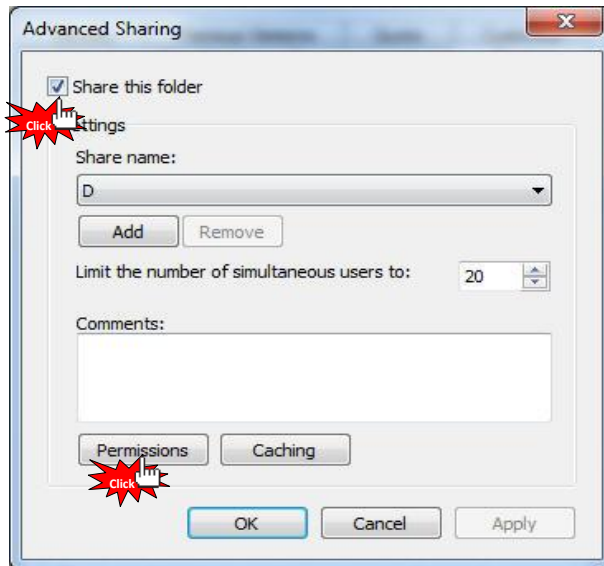 Advanced Sharing
Share this folder
Click
ttings
Share name:
D
Add Remove
Limit the number of simultaneous users to: 20
Comments:
Permissions Caching
Click
OK Cancel Apply